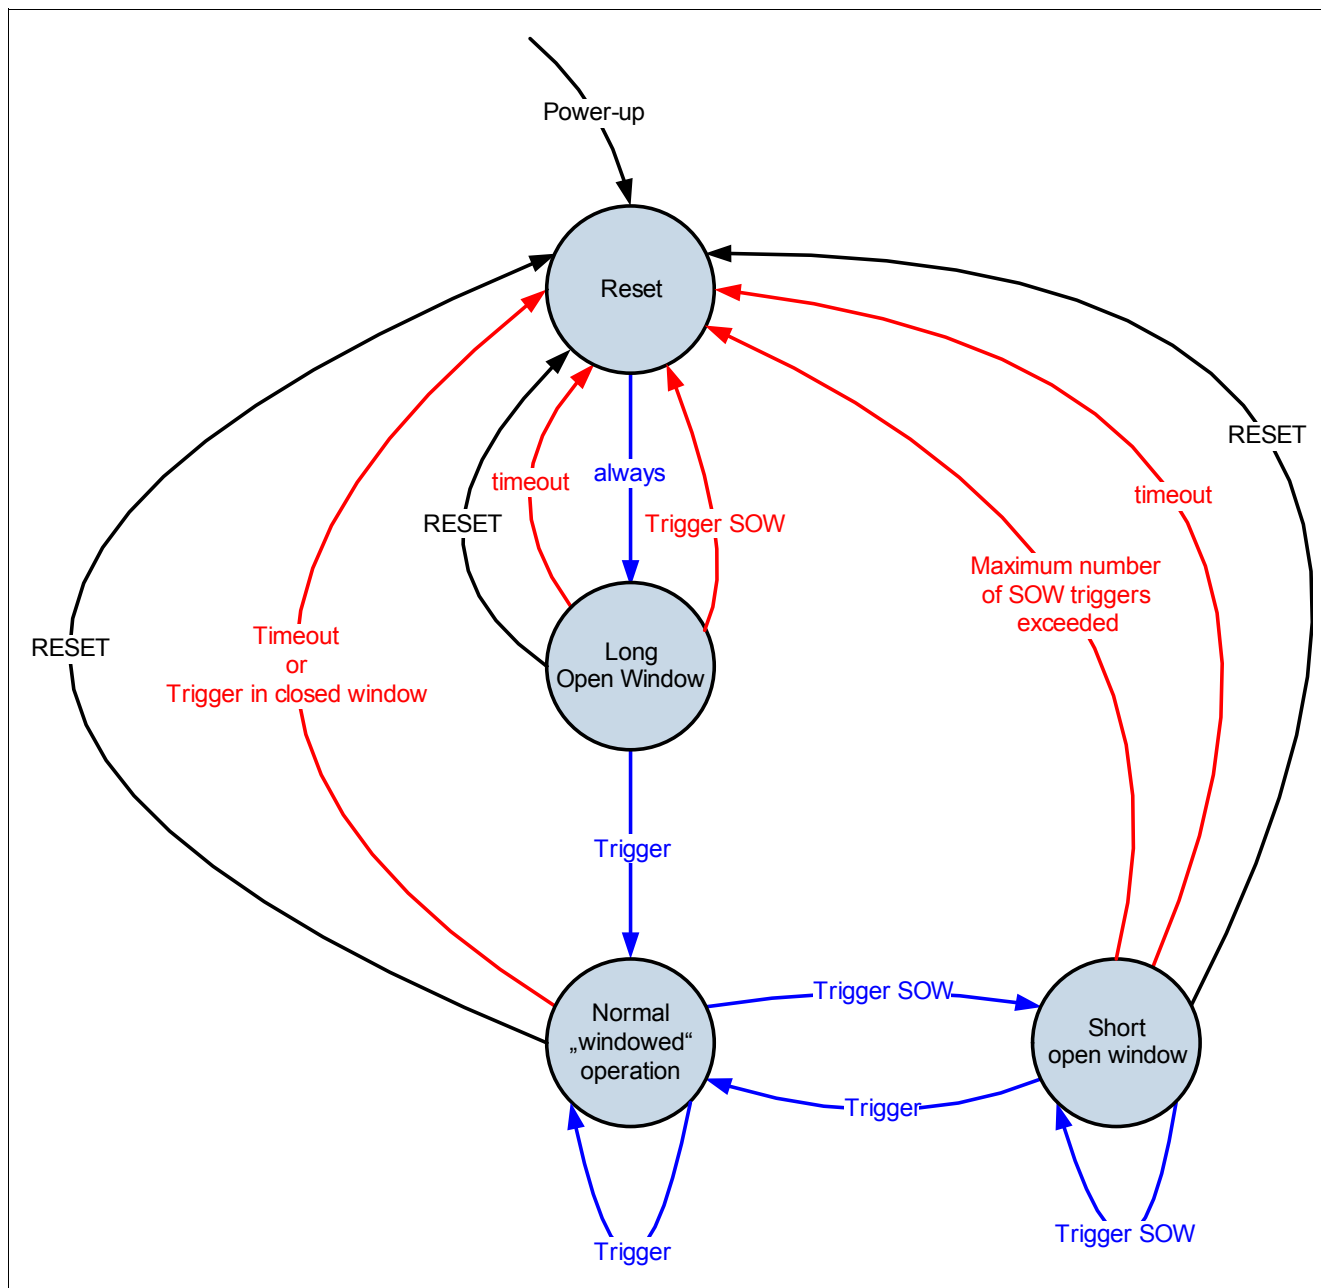 Power-up
Reset
RESET
timeout
always
timeout
RESET
Trigger SOW
Maximum number
of SOW triggers
exceeded
RESET
Timeout
or
Trigger in closed window
Long
Open Window
Trigger
Normal
„windowed“
operation
Trigger SOW
Short
open window
Trigger
Trigger
Trigger SOW